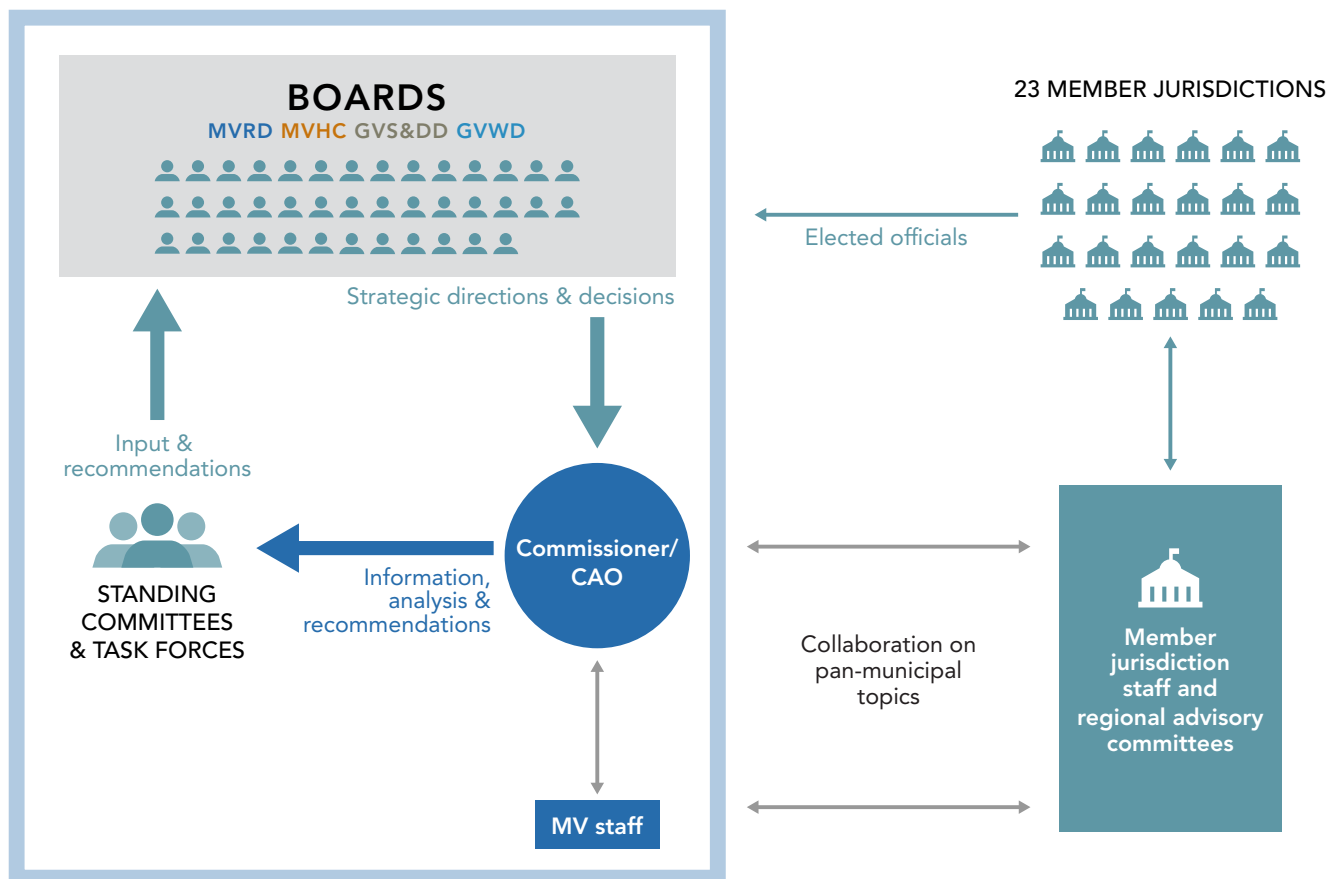 BOARDS
MVRD MVHC GVS&DD GVWD
Strategic directions & decisions
Input &
recommendations
STANDING
COMMITTEES
& TASK FORCES
Information,
analysis &
recommendations
Commissioner/
CAO
MV staff
23 MEMBER JURISDICTIONS
Elected officials
Collaboration on
pan-municipal
topics
Member
jurisdiction
staff and
regional advisory
committees